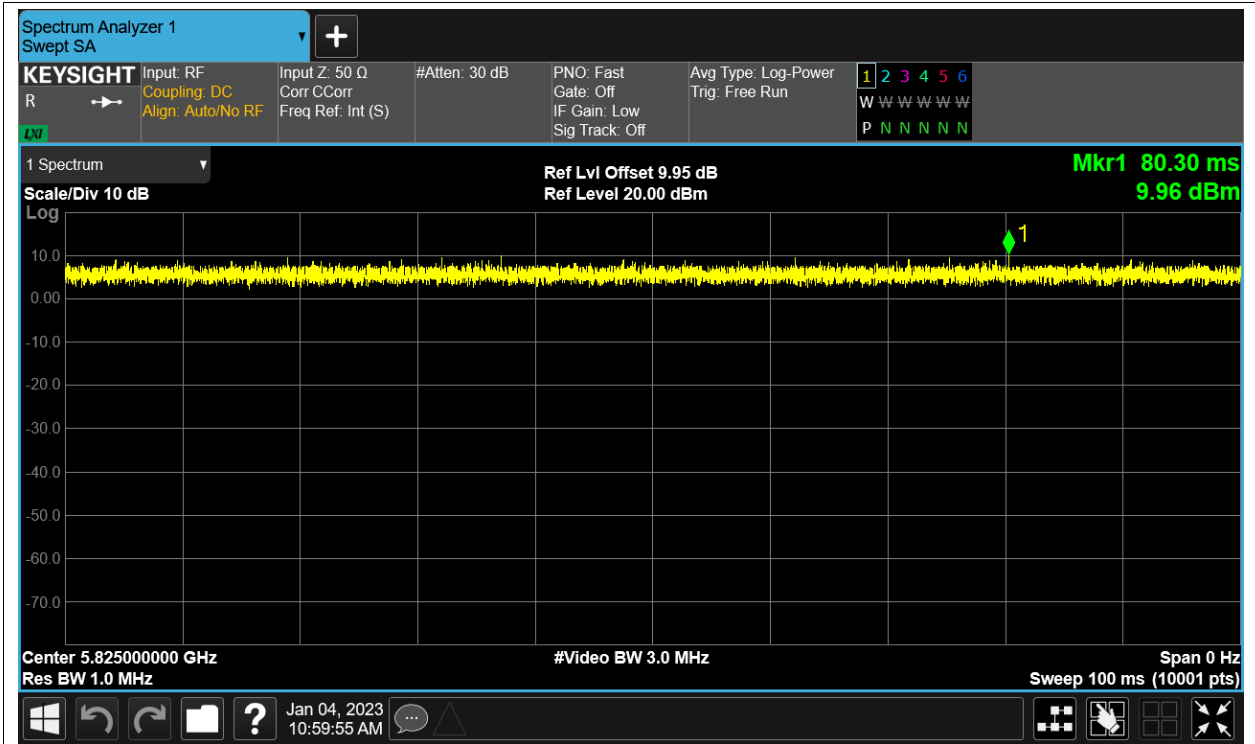 Spectrum Analyzer 1
Swept SA
KEYSIGHT
R
LXI
Input: RF
Coupling: DC
Align: Auto/No RF
Input Z: 50 Ω
Corr CCorr
Freq Ref: Int (S)
#Atten: 30 dB
PNO: Fast
Gate: Off
IF Gain: Low
Sig Track: Off
Avg Type: Log-Power
Trig: Free Run
1 2 3 4 5 6
W W W W W W
P N N N N N
1 Spectrum
Scale/Div 10 dB
Log
Ref Lvl Offset 9.95 dB
Ref Level 20.00 dBm
Mkr1 80.30 ms
9.96 dBm
1
10.0
0.00
-10.0
-20.0
-30.0
-40.0
-50.0
-60.0
-70.0
Center 5.825000000 GHz
#Video BW 3.0 MHz
Span 0 Hz
Res BW 1.0 MHz
Sweep 100 ms (10001 pts)
?
Jan 04, 2023
10:59:55 AM